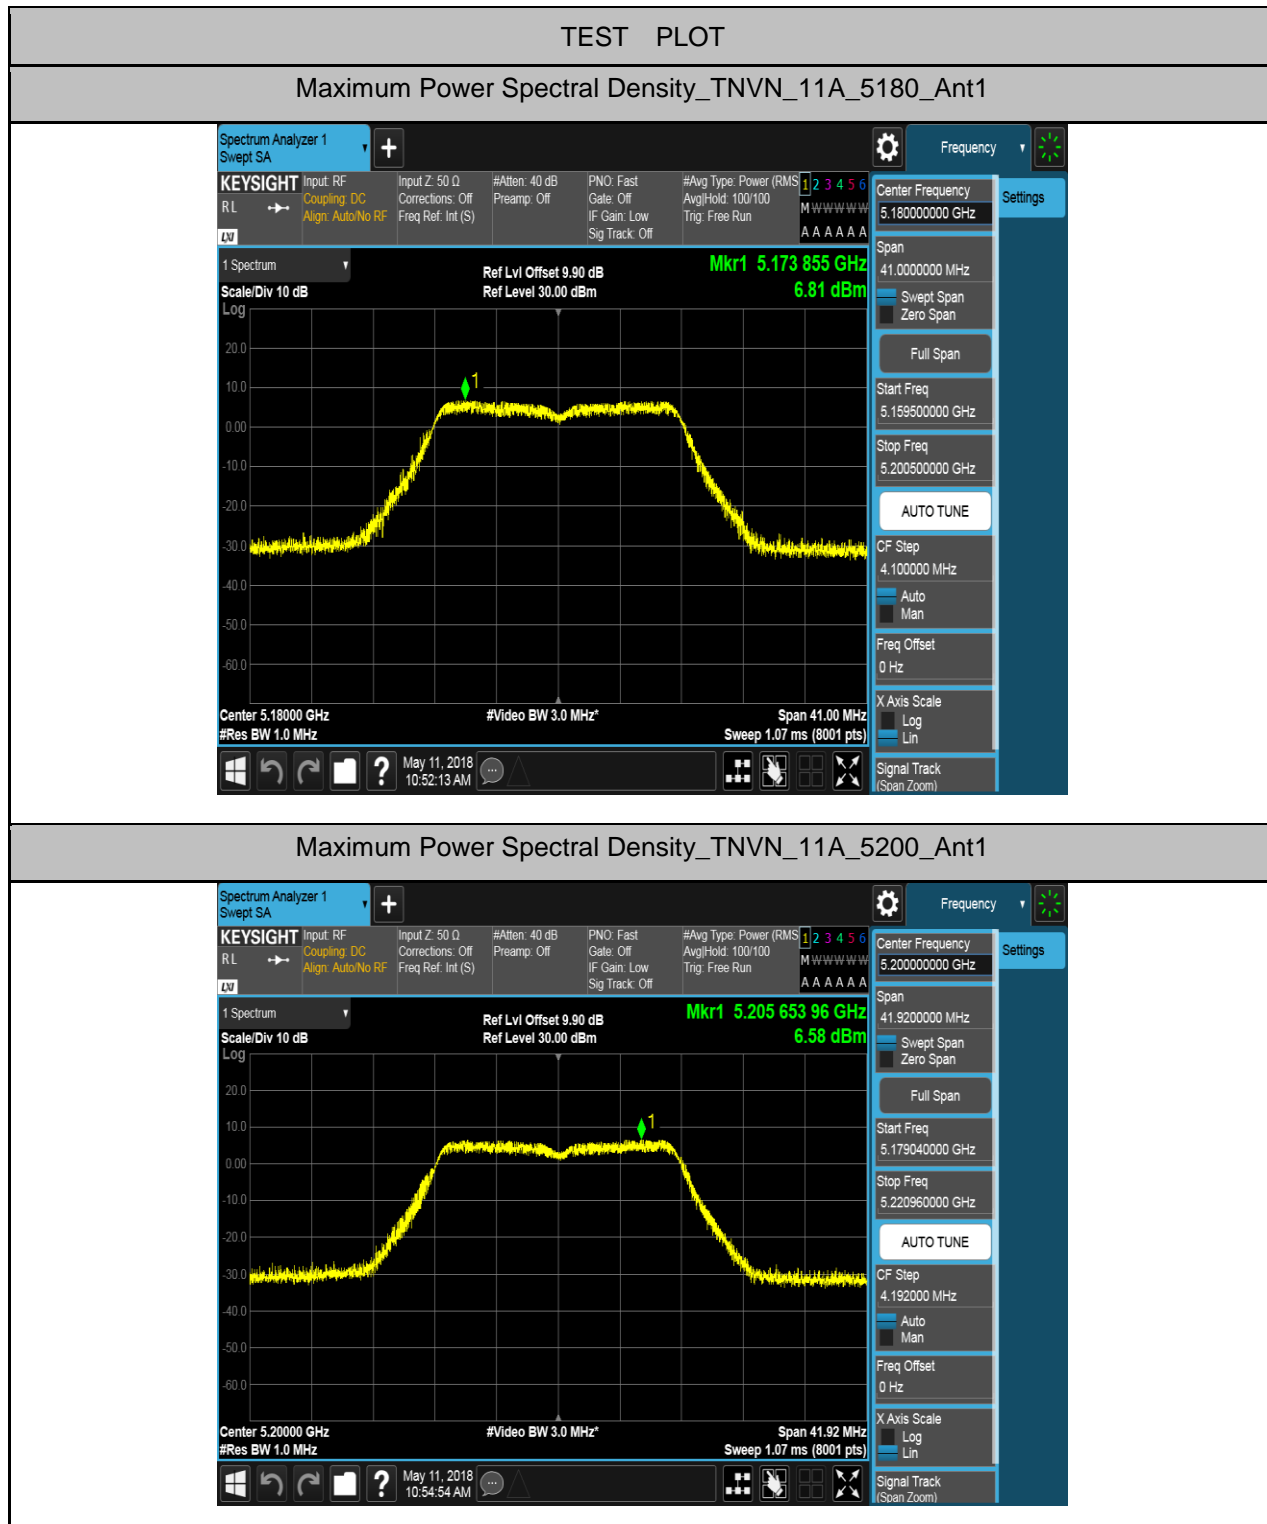 TEST PLOT
Maximum Power Spectral Density_TNVN_11A_5180_Ant1
Spectrum Analyzer 1
Swept SA
Frequency
KEYSIGHT
R L
LXI
Input: RF
Coupling: DC
Align: Auto/No RF
Input Z: 50 Ω
Corrections: Off
Freq Ref: Int (S)
#Atten: 40 dB
Preamp: Off
PNO: Fast
Gate: Off
IF Gain: Low
Sig Track: Off
#Avg Type: Power (RMS
Avg|Hold: 100/100
Trig: Free Run
1 2 3 4 5 6
M W W W W W
A A A A A A
1 Spectrum
Scale/Div 10 dB
Ref Lvl Offset 9.90 dB
Ref Level 30.00 dBm
Mkr1 5.173 855 GHz
6.81 dBm
Log
20.0
10.0
0.00
-10.0
-20.0
-30.0
-40.0
-50.0
-60.0
1
Center 5.18000 GHz
#Video BW 3.0 MHz*
Span 41.00 MHz
#Res BW 1.0 MHz
Sweep 1.07 ms (8001 pts)
May 11, 2018
10:52:13 AM
Center Frequency
5.180000000 GHz
Settings
Span
41.0000000 MHz
Swept Span
Zero Span
Full Span
Start Freq
5.159500000 GHz
Stop Freq
5.200500000 GHz
AUTO TUNE
CF Step
4.100000 MHz
Auto
Man
Freq Offset
0 Hz
X Axis Scale
Log
Lin
Signal Track
(Span Zoom)
Maximum Power Spectral Density_TNVN_11A_5200_Ant1
Spectrum Analyzer 1
Swept SA
Frequency
KEYSIGHT
R L
LXI
Input: RF
Coupling: DC
Align: Auto/No RF
Input Z: 50 Ω
Corrections: Off
Freq Ref: Int (S)
#Atten: 40 dB
Preamp: Off
PNO: Fast
Gate: Off
IF Gain: Low
Sig Track: Off
#Avg Type: Power (RMS
Avg|Hold: 100/100
Trig: Free Run
1 2 3 4 5 6
M W W W W W
A A A A A A
1 Spectrum
Scale/Div 10 dB
Ref Lvl Offset 9.90 dB
Ref Level 30.00 dBm
Mkr1 5.205 653 96 GHz
6.58 dBm
Log
20.0
10.0
0.00
-10.0
-20.0
-30.0
-40.0
-50.0
-60.0
1
Center 5.20000 GHz
#Video BW 3.0 MHz*
Span 41.92 MHz
#Res BW 1.0 MHz
Sweep 1.07 ms (8001 pts)
May 11, 2018
10:54:54 AM
Center Frequency
5.200000000 GHz
Settings
Span
41.9200000 MHz
Swept Span
Zero Span
Full Span
Start Freq
5.179040000 GHz
Stop Freq
5.220960000 GHz
AUTO TUNE
CF Step
4.192000 MHz
Auto
Man
Freq Offset
0 Hz
X Axis Scale
Log
Lin
Signal Track
(Span Zoom)